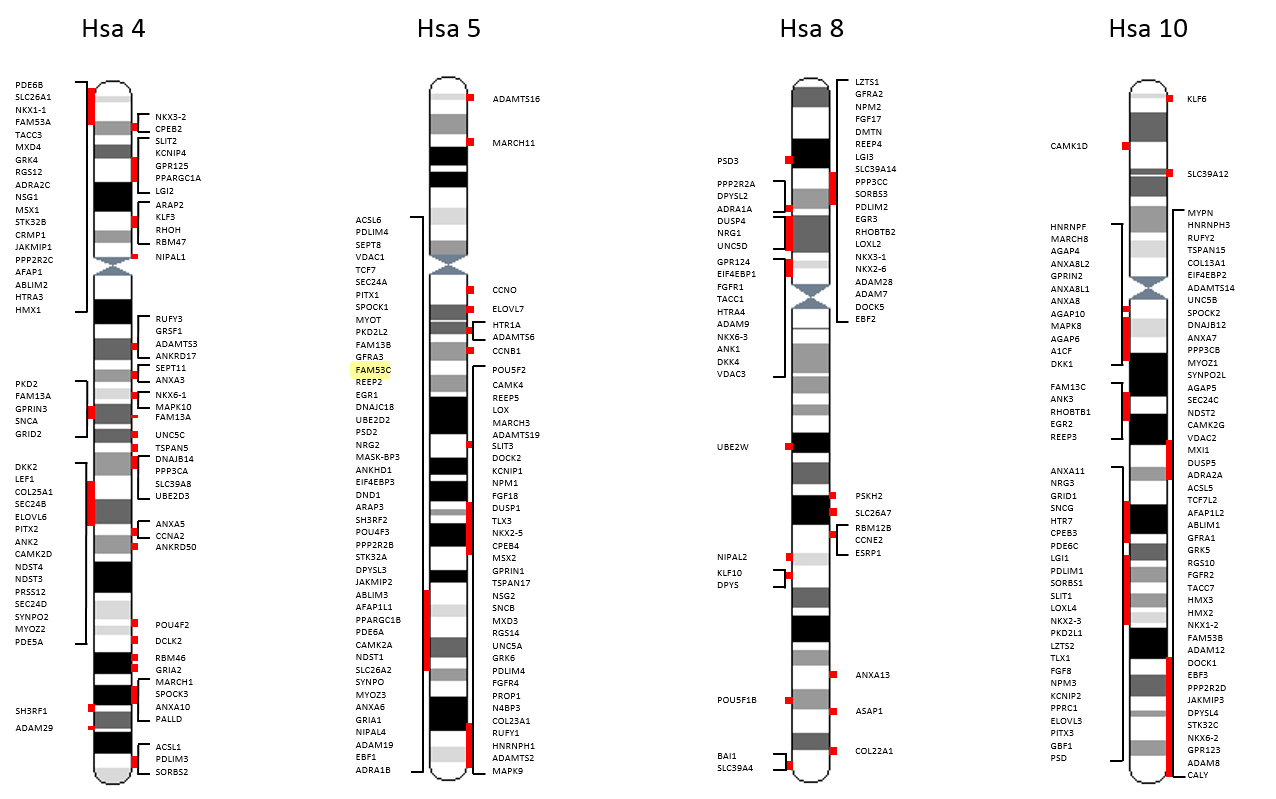 Hsa 4
Hsa 5
Hsa 8
Hsa 10
PDE6B
SLC26A1
NKX1-1
FAM53A
TACC3
MXD4
GRK4
RGS12
ADRA2C
NSG1
MSX1
STK32B
CRMP1
JAKMIP1
PPP2R2C
AFAP1
ABLIM2
HTRA3
HMX1
PKD2
FAM13A
GPRIN3
SNCA
GRID2
DKK2
LEF1
COL25A1
SEC24B
ELOVL6
PITX2
ANK2
CAMK2D
NDST4
NDST3
PRSS12
SEC24D
SYNPO2
MYOZ2
PDE5A
SH3RF1
ADAM29
NKX3-2
CPEB2
SLIT2
KCNIP4
GPR125
PPARGC1A
LGI2
ARAP2
KLF3
RHOH
RBM47
NIPAL1
RUFY3
GRSF1
ADAMTS3
ANKRD17
SEPT11
ANXA3
NKX6-1
MAPK10
FAM13A
UNC5C
TSPAN5
DNAJB14
PPP3CA
SLC39A8
UBE2D3
ANXA5
CCNA2
ANKRD50
POU4F2
DCLK2
RBM46
GRIA2
MARCH1
SPOCK3
ANXA10
PALLD
ACSL1
PDLIM3
SORBS2
ACSL6
PDLIM4
SEPT8
VDAC1
TCF7
SEC24A
PITX1
SPOCK1
MYOT
PKD2L2
FAM13B
GFRA3
FAM53C
REEP2
EGR1
DNAJC18
UBE2D2
PSD2
NRG2
MASK-BP3
ANKHD1
EIF4EBP3
DND1
ARAP3
SH3RF2
POU4F3
PPP2R2B
STK32A
DPYSL3
JAKMIP2
ABLIM3
AFAP1L1
PPARGC1B
PDE6A
CAMK2A
NDST1
SLC26A2
SYNPO
MYOZ3
ANXA6
GRIA1
NIPAL4
ADAM19
EBF1
ADRA1B
ADAMTS16
MARCH11
CCNO
ELOVL7
HTR1A
ADAMTS6
CCNB1
POU5F2
CAMK4
REEP5
LOX
MARCH3
ADAMTS19
SLIT3
DOCK2
KCNIP1
NPM1
FGF18
DUSP1
TLX3
NKX2-5
CPEB4
MSX2
GPRIN1
TSPAN17
NSG2
SNCB
MXD3
RGS14
UNC5A
GRK6
PDLIM4
FGFR4
PROP1
N4BP3
COL23A1
RUFY1
HNRNPH1
ADAMTS2
MAPK9
PSD3
PPP2R2A
DPYSL2
ADRA1A
DUSP4
NRG1
UNC5D
GPR124
EIF4EBP1
FGFR1
TACC1
HTRA4
ADAM9
NKX6-3
ANK1
DKK4
VDAC3
UBE2W
NIPAL2
KLF10
DPYS
POU5F1B
BAI1
SLC39A4
LZTS1
GFRA2
NPM2
FGF17
DMTN
REEP4
LGI3
SLC39A14
PPP3CC
SORBS3
PDLIM2
EGR3
RHOBTB2
LOXL2
NKX3-1
NKX2-6
ADAM28
ADAM7
DOCK5
EBF2
PSKH2
SLC26A7
RBM12B
CCNE2
ESRP1
ANXA13
ASAP1
COL22A1
CAMK1D
HNRNPF
MARCH8
AGAP4
ANXA8L2
GPRIN2
ANXA8L1
ANXA8
AGAP10
MAPK8
AGAP6
A1CF
DKK1
FAM13C
ANK3
RHOBTB1
EGR2
REEP3
ANXA11
NRG3
GRID1
SNCG
HTR7
CPEB3
PDE6C
LGI1
PDLIM1
SORBS1
SLIT1
LOXL4
NKX2-3
PKD2L1
LZTS2
TLX1
FGF8
NPM3
KCNIP2
PPRC1
ELOVL3
PITX3
GBF1
PSD
KLF6
SLC39A12
MYPN
HNRNPH3
RUFY2
TSPAN15
COL13A1
EIF4EBP2
ADAMTS14
UNC5B
SPOCK2
DNAJB12
ANXA7
PPP3CB
MYOZ1
SYNPO2L
AGAP5
SEC24C
NDST2
CAMK2G
VDAC2
MXI1
DUSP5
ADRA2A
ACSL5
TCF7L2
AFAP1L2
ABLIM1
GFRA1
GRK5
RGS10
FGFR2
TACC7
HMX3
HMX2
NKX1-2
FAM53B
ADAM12
DOCK1
EBF3
PPP2R2D
JAKMIP3
DPYSL4
STK32C
NKX6-2
GPR123
ADAM8
CALY